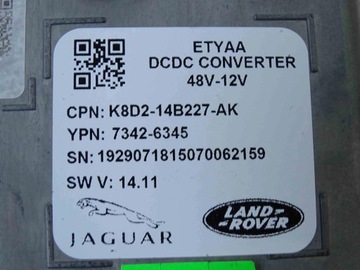 ETYAA
DCDC CONVERTER
48V-12V
CPN: K8D2-14B227-AK
YPN: 7342-6345
SN: 1929071815070062159
SW V: 14.11
JAGUAR
LAND-
ROVER